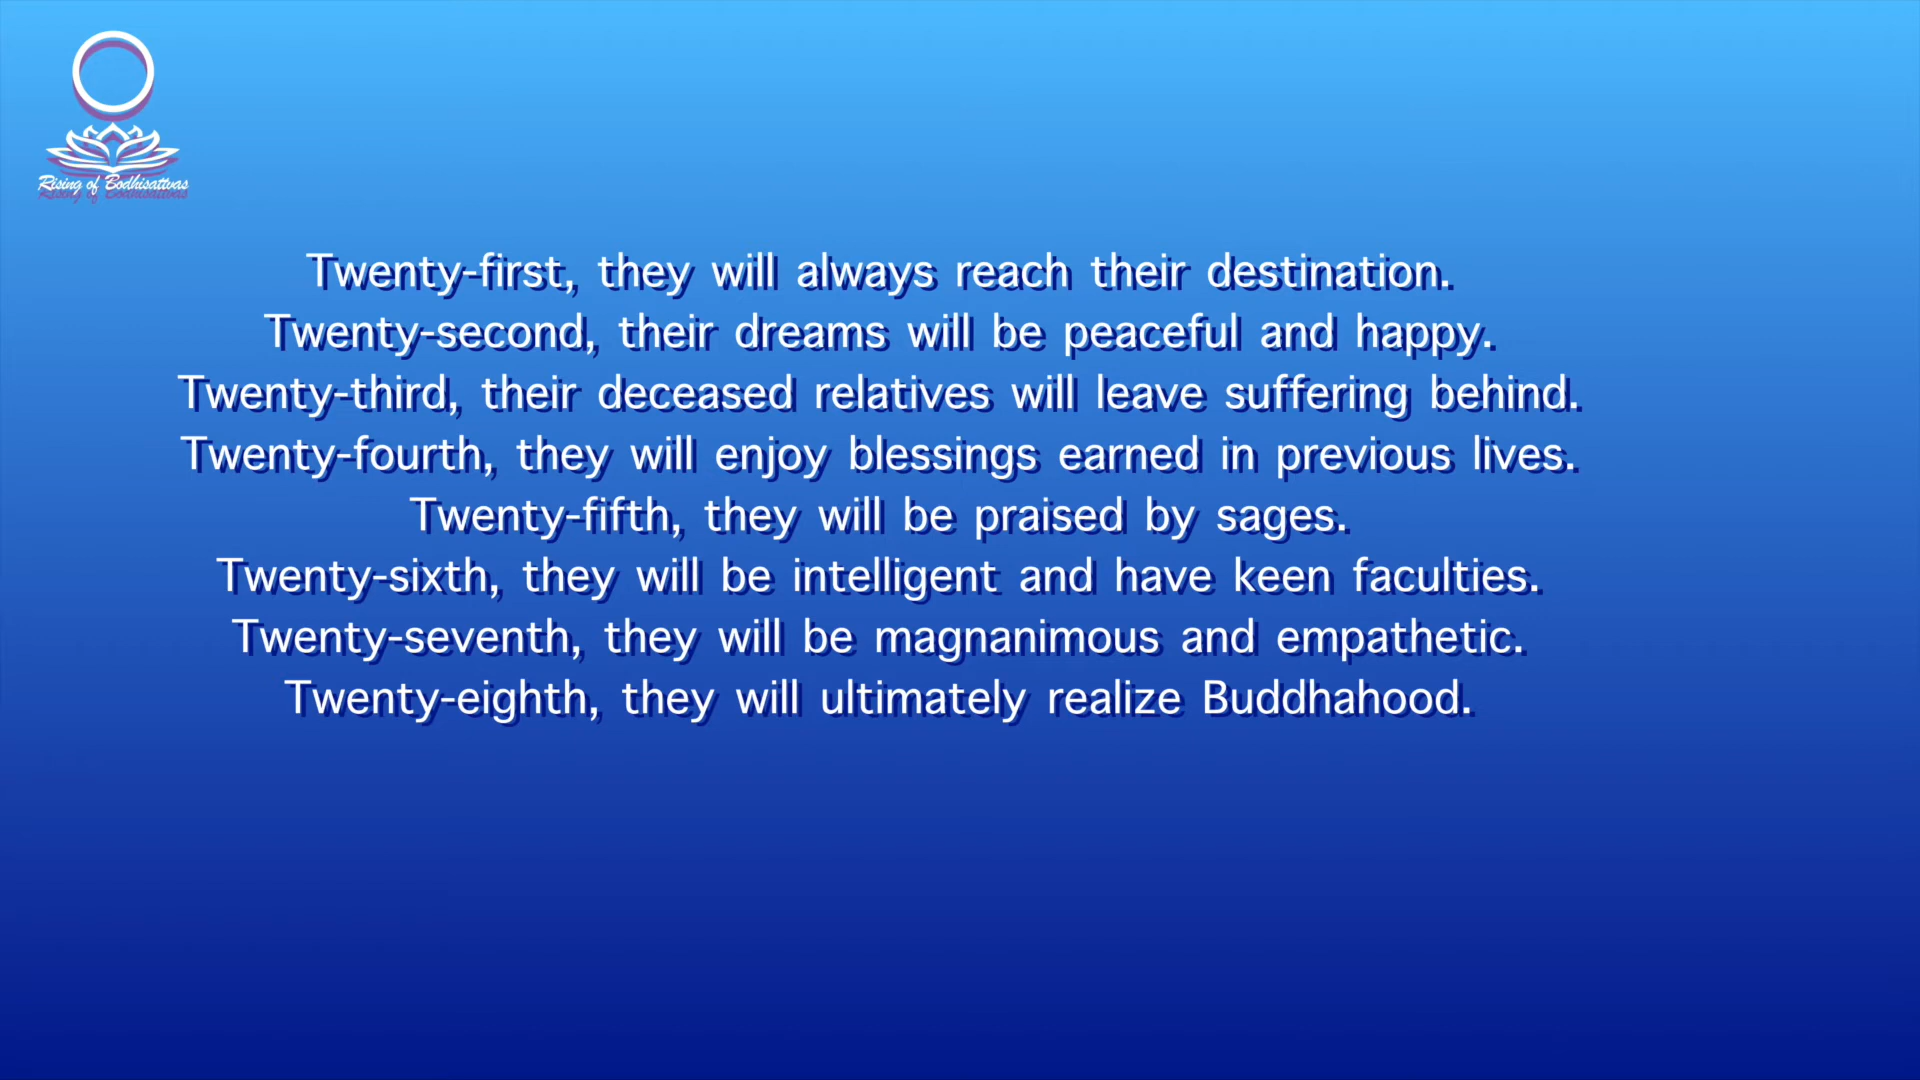 Rising of Bodhisattvas
Twenty-first, they will always reach their destination.
Twenty-second, their dreams will be peaceful and happy.
Twenty-third, their deceased relatives will leave suffering behind.
Twenty-fourth, they will enjoy blessings earned in previous lives.
Twenty-fifth, they will be praised by sages.
Twenty-sixth, they will be intelligent and have keen faculties.
Twenty-seventh, they will be magnanimous and empathetic.
Twenty-eighth, they will ultimately realize Buddhahood.